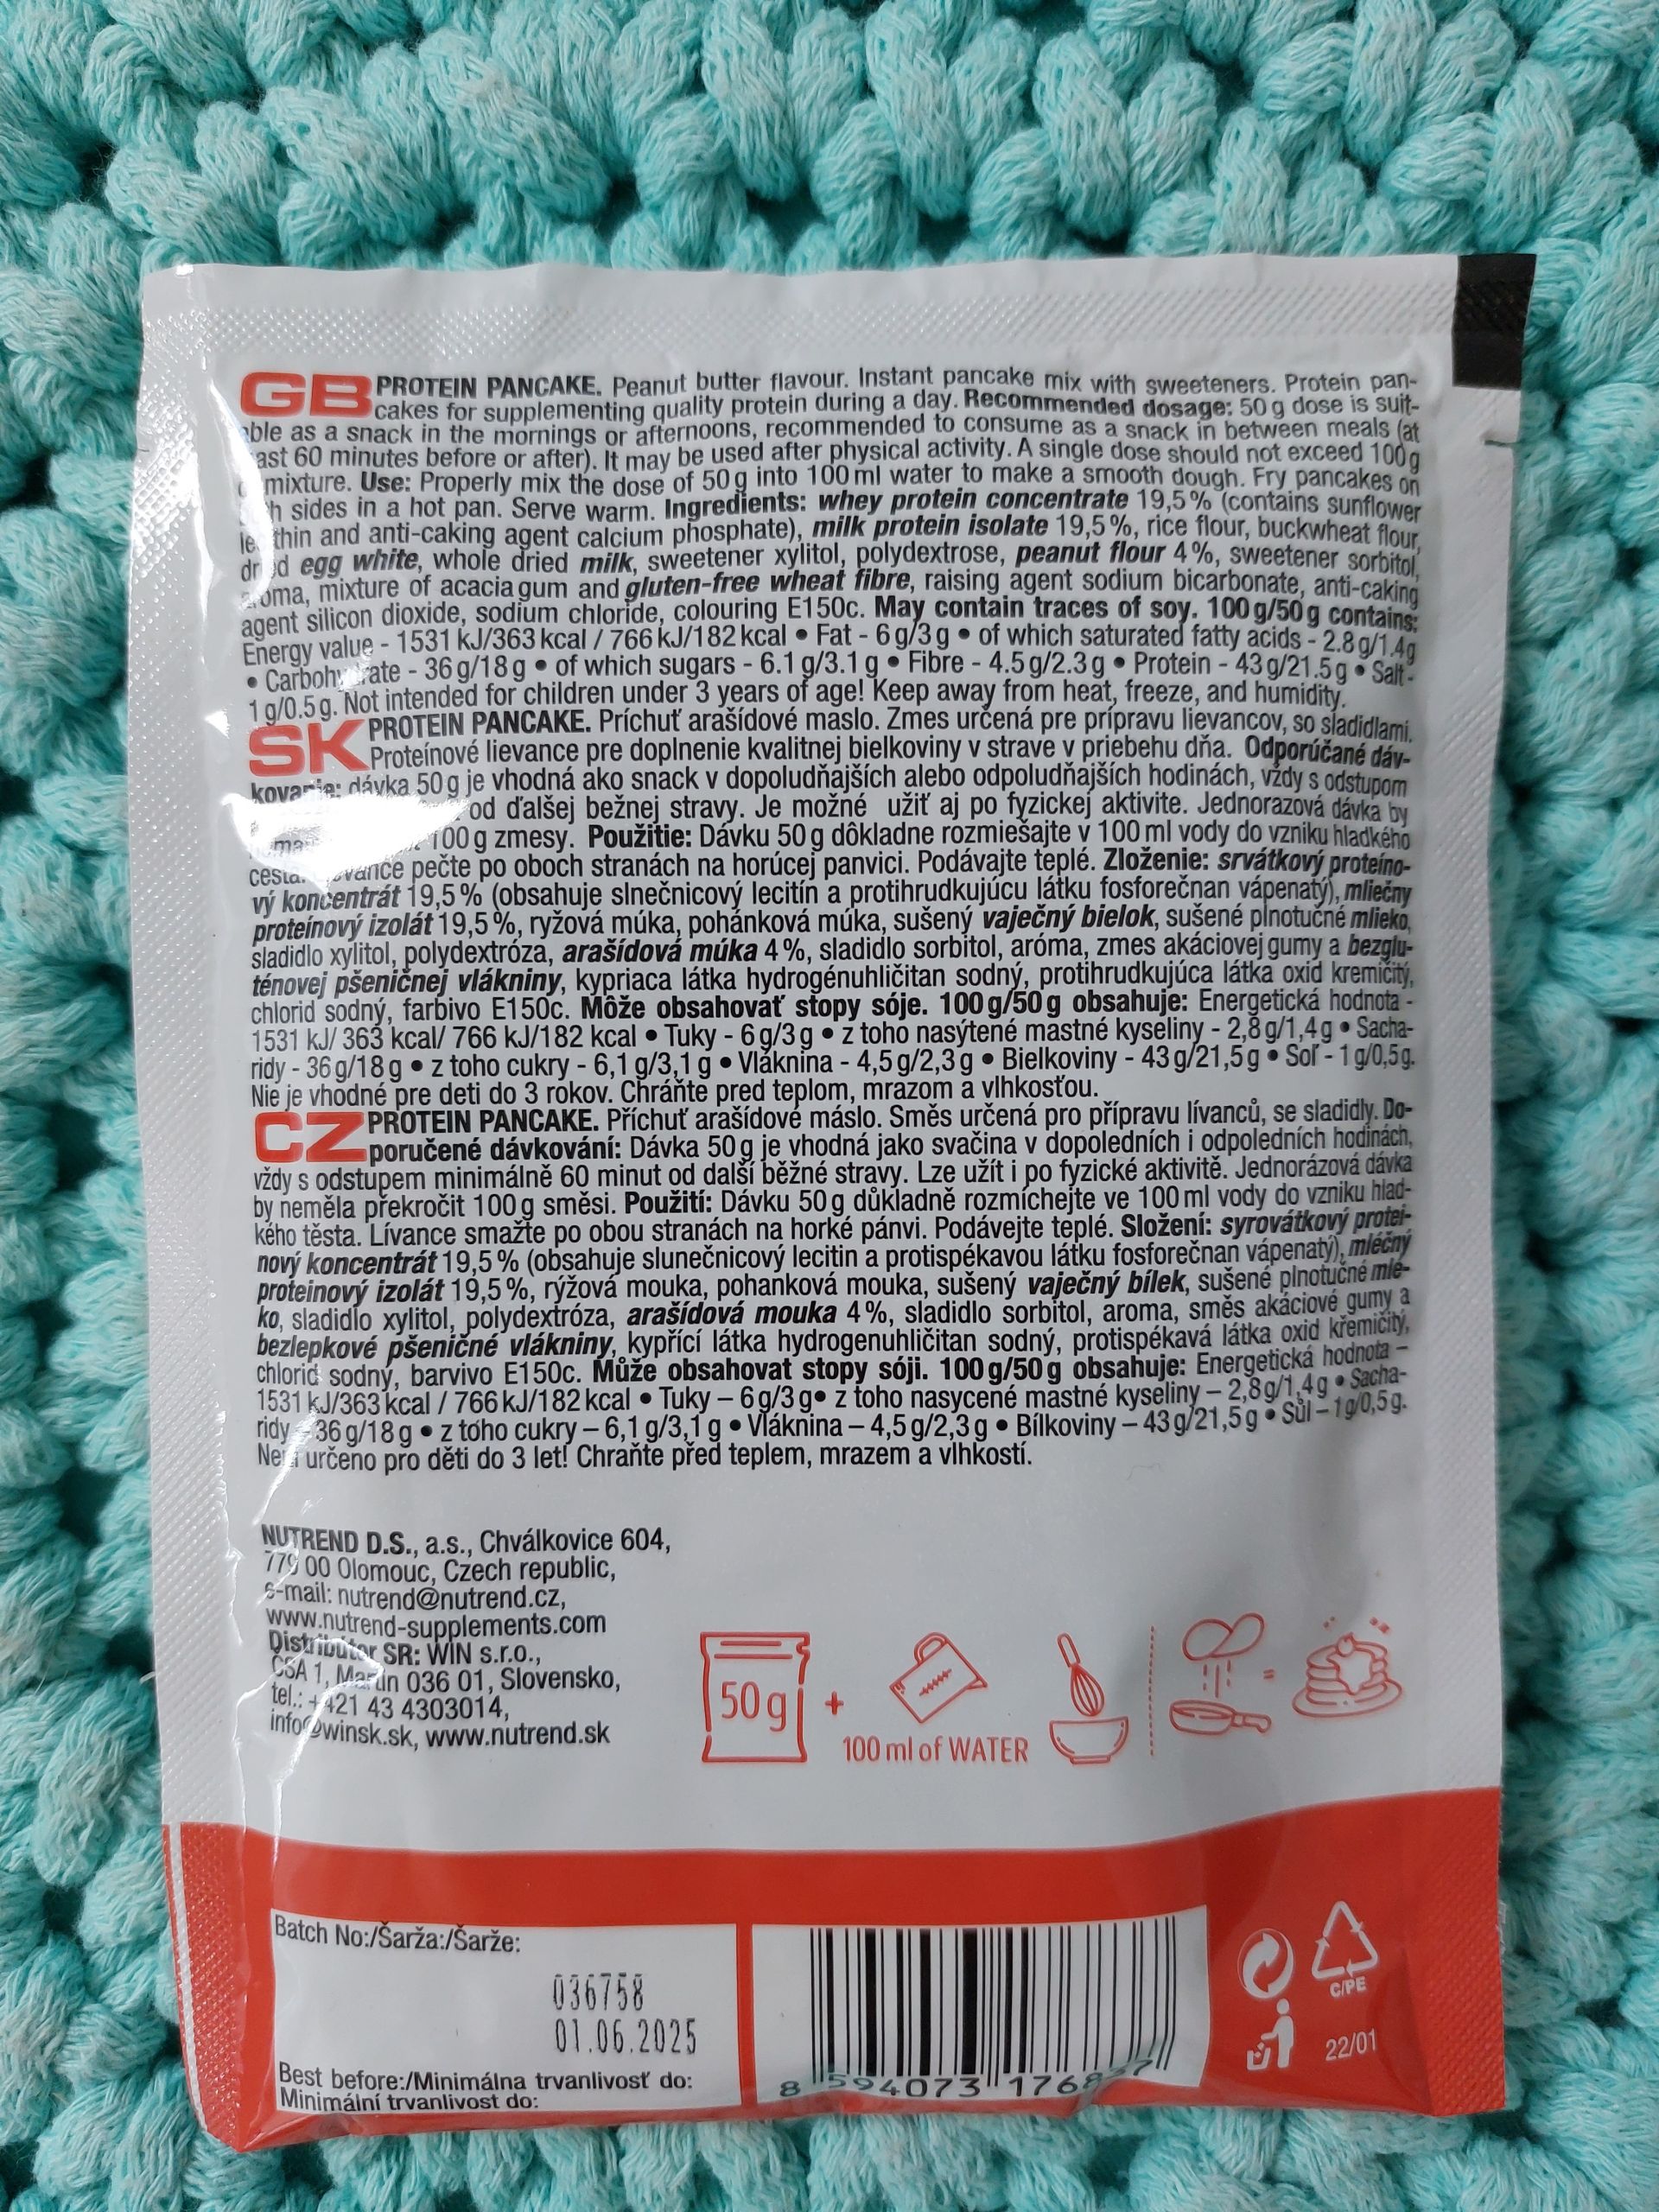 GB PROTEIN PANCAKE. Peanut butter flavour. Instant pancake mix with sweeteners. Protein pan-
cakes for supplementing quality protein during a day. Recommended dosage: 50 g dose is suit-
able as a snack in the mornings or afternoons, recommended to consume as a snack in between meals (at
60 minutes before or after). It may be used after physical activity. A single dose should not exceed 100 g
mixture. Use: Properly mix the dose of 50 g into 100 ml water to make a smooth dough. Fry pancakes on
sides in a hot pan. Serve warm. Ingredients: whey protein concentrate 19,5 % (contains sunflower
and anti-caking agent calcium phosphate), milk protein isolate 19,5 %, rice flour, buckwheat flour,
egg white, whole dried milk, sweetener xylitol, polydextrose, peanut flour 4 %, sweetener sorbitol,
aroma, mixture of acacia gum and gluten-free wheat fibre, raising agent sodium bicarbonate, anti-caking
agent silicon dioxide, sodium chloride, colouring E150c. May contain traces of soy. 100 g/50 g contains:
Energy value - 1531 kJ/363 kcal / 766 kJ/182 kcal • Fat - 6 g/3 g • of which saturated fatty acids - 2.8 g/1.4g
• Carbohydrate - 36 g/18 g • of which sugars - 6.1 g/3.1 g • Fibre - 4.5 g/2.3 g • Protein - 43 g/21.5 g • Salt -
1 g/0.5 g. Not intended for children under 3 years of age! Keep away from heat, freeze, and humidity.
SK PROTEIN PANCAKE. Príchuť arašídové maslo. Zmes určená pre prípravu lievancov, so sladidlami.
Proteínové lievance pre doplnenie kvalitnej bielkoviny v strave v priebehu dňa. Odporúčané dáv-
kovanie: dávka 50 g je vhodná ako snack v dopoludňajších alebo odpoludňajších hodinách, vždy s odstupom
od ďalšej bežnej stravy. Je možné užiť aj po fyzickej aktivite. Jednorazová dávka by
100 g zmesy. Použitie: Dávku 50 g dôkladne rozmiešajte v 100 ml vody do vzniku hladkého
cesta. pečte po oboch stranách na horúcej panvici. Podávajte teplé. Zloženie: srvátkový proteíno-
vý koncentrát 19,5 % (obsahuje slnečnicový lecitín a protihrudkujúcu látku fosforečnan vápenatý), mliečny
proteínový izolát 19,5 %, ryžová múka, pohánková múka, sušený vaječný bielok, sušené plnotučné mlieko,
sladidlo xylitol, polydextróza, arašídová múka 4 %, sladidlo sorbitol, aróma, zmes akáciovej gumy a bezglu-
ténovej pšeničnej vlákniny, kypriaca látka hydrogénuhličitan sodný, protihrudkujúca látka oxid kremičitý,
chlorid sodný, farbivo E150c. Môže obsahovať stopy sóje. 100 g/50 g obsahuje: Energetická hodnota -
1531 kJ/ 363 kcal/ 766 kJ/182 kcal • Tuky - 6 g/3 g • z toho nasýtené mastné kyseliny - 2,8 g/1,4 g • Sacha-
ridy - 36 g/18 g • z toho cukry - 6,1 g/3,1 g • Vláknina - 4,5 g/2,3 g • Bielkoviny - 43 g/21,5 g • Soľ - 1 g/0,5 g.
Nie je vhodné pre deti do 3 rokov. Chráňte pred teplom, mrazom a vlhkosťou.
CZ PROTEIN PANCAKE. Příchuť arašídové máslo. Směs určená pro přípravu lívanců, se sladidly. Do-
poručené dávkování: Dávka 50 g je vhodná jako svačina v dopoledních i odpoledních hodinách,
vždy s odstupem minimálně 60 minut od další běžné stravy. Lze užít i po fyzické aktivitě. Jednorázová dávka
by neměla překročit 100 g směsi. Použití: Dávku 50 g důkladně rozmíchejte ve 100 ml vody do vzniku hlad-
kého těsta. Lívance smažte po obou stranách na horké pánvi. Podávejte teplé. Složení: syrovátkový protei-
nový koncentrát 19,5 % (obsahuje slunečnicový lecitin a protispékavou látku fosforečnan vápenatý), mléčný
proteinový izolát 19,5 %, rýžová mouka, pohanková mouka, sušený vaječný bílek, sušené plnotučné mlé-
ko, sladidlo xylitol, polydextróza, arašídová mouka 4 %, sladidlo sorbitol, aroma, směs akáciové gumy a
bezlepkové pšeničné vlákniny, kypřící látka hydrogenuhličitan sodný, protispékavá látka oxid křemičitý,
chlorid sodný, barvivo E150c. Může obsahovat stopy sóji. 100 g/50 g obsahuje: Energetická hodnota –
1531 kJ/363 kcal / 766 kJ/182 kcal • Tuky – 6 g/3 g• z toho nasycené mastné kyseliny – 2,8 g/1,4 g • Sacha-
ridy – 36 g/18 g • z toho cukry – 6,1 g/3,1 g • Vláknina – 4,5 g/2,3 g • Bílkoviny – 43 g/21,5 g • Sůl – 1 g/0,5 g.
Není určeno pro děti do 3 let! Chraňte před teplem, mrazem a vlhkostí.
NUTREND D.S., a.s., Chválkovice 604,
779 00 Olomouc, Czech republic,
e-mail: nutrend@nutrend.cz,
www.nutrend-supplements.com
Distribútor SR: WIN s.r.o.,
ČSA 1, Martin 036 01, Slovensko,
tel.: +421 43 4303014,
info@winsk.sk, www.nutrend.sk
50 g + =
100 ml of WATER
Batch No:/Šarža:/Šarže:
036758
01.06.2025
Best before:/Minimálna trvanlivosť do:
Minimální trvanlivost do:
8 594073 176
C/PE
22/01